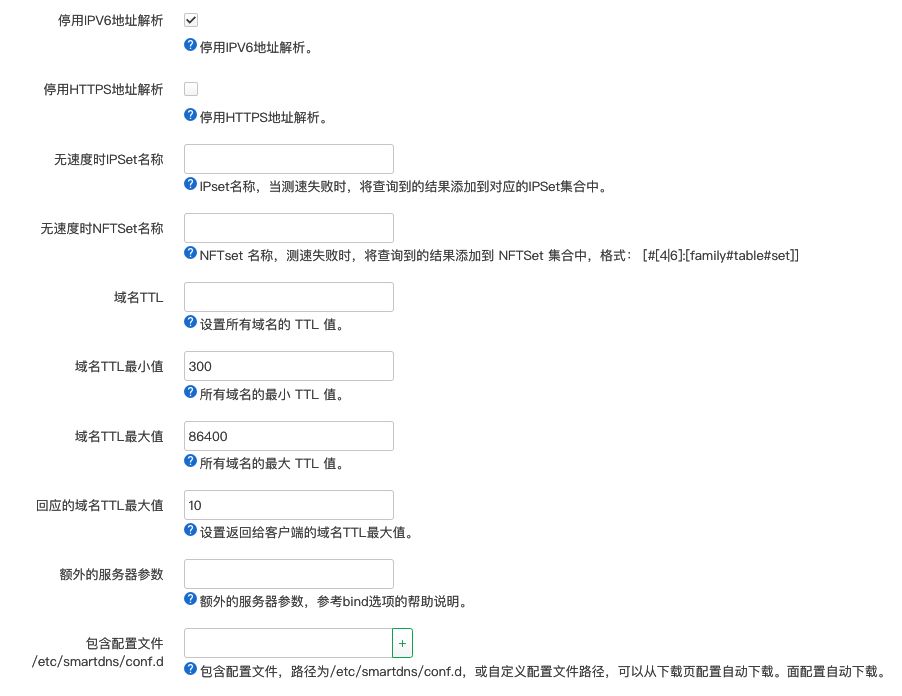 停用IPV6地址解析
停用IPV6地址解析。
停用HTTPS地址解析
停用HTTPS地址解析。
无速度时IPSet名称
IPset名称，当测速失败时，将查询到的结果添加到对应的IPSet集合中。
无速度时NFTSet名称
NFTset 名称，测速失败时，将查询到的结果添加到 NFTSet 集合中，格式： [#[4|6]:[family#table#set]]
域名TTL
设置所有域名的 TTL 值。
域名TTL最小值 300
所有域名的最小 TTL 值。
域名TTL最大值 86400
所有域名的最大 TTL 值。
回应的域名TTL最大值 10
设置返回给客户端的域名TTL最大值。
额外的服务器参数
额外的服务器参数，参考bind选项的帮助说明。
包含配置文件 +
/etc/smartdns/conf.d
包含配置文件，路径为/etc/smartdns/conf.d，或自定义配置文件路径，可以从下载页配置自动下载。面配置自动下载。